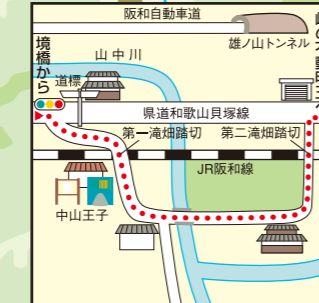 阪和自動車道
雄ノ山トンネル
境橋から
山中川
道標
県道和歌山貝塚線
第一滝畑踏切
第二滝畑踏切
JR阪和線
中山王子